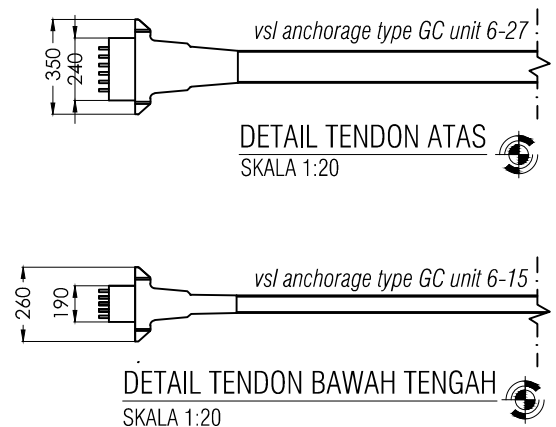 vsl anchorage type GC unit 6-27
350
240
DETAIL TENDON ATAS
SKALA 1:20
vsl anchorage type GC unit 6-15
260
190
DETAIL TENDON BAWAH TENGAH
SKALA 1:20